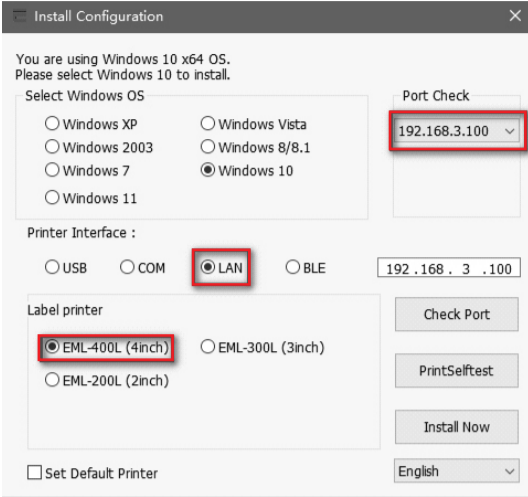 Install Configuration
You are using Windows 10 x64 OS.
Please select Windows 10 to install.
Select Windows OS
Port Check
Windows XP
Windows Vista
192.168.3.100
Windows 2003
Windows 8/8.1
Windows 7
Windows 10
Windows 11
Printer Interface :
USB
COM
LAN
BLE
192.168. 3 .100
Label printer
Check Port
EML-400L (4inch)
EML-300L (3inch)
EML-200L (2inch)
PrintSelftest
Install Now
Set Default Printer
English